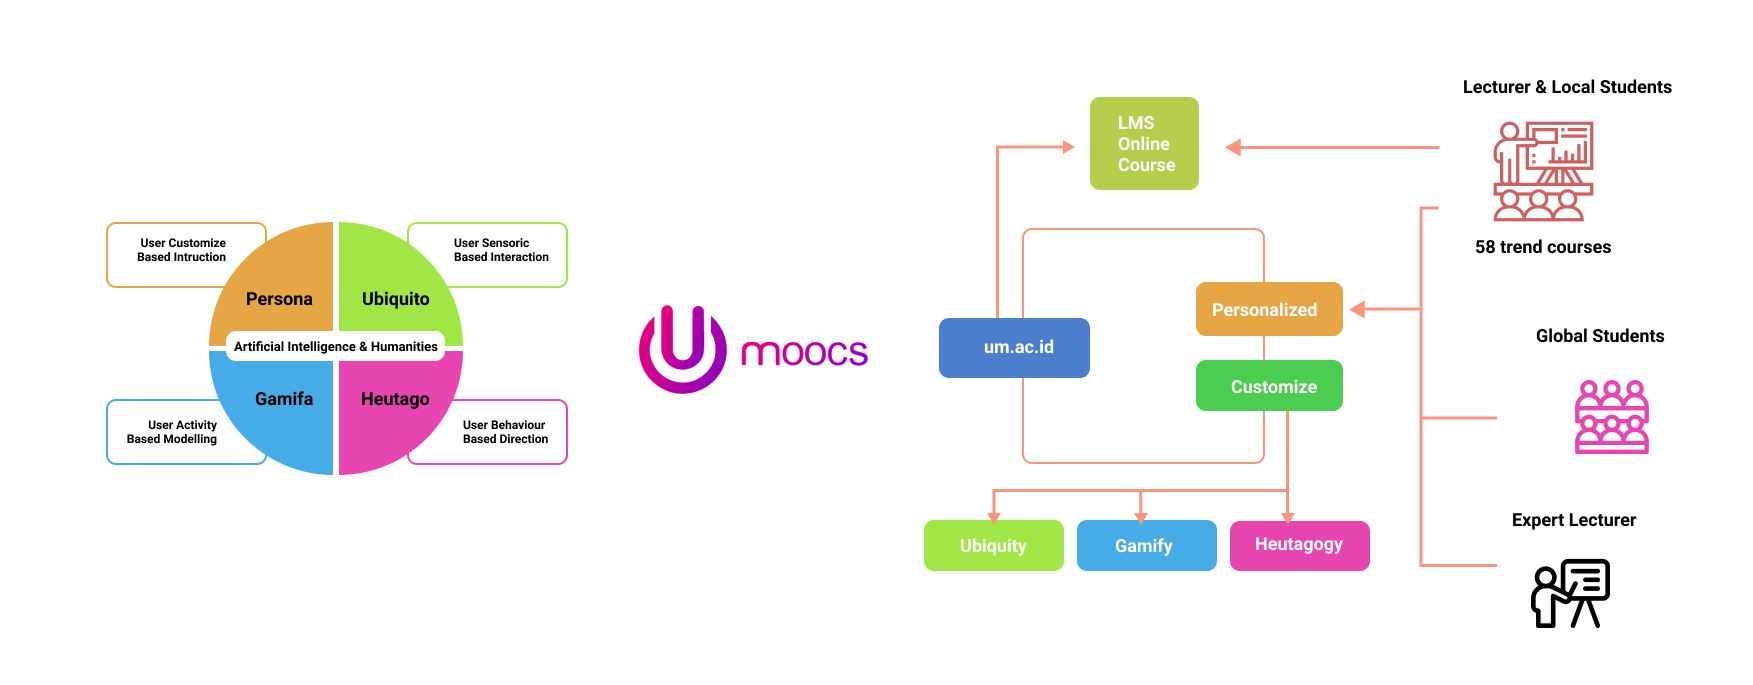 User Customize
Based Intruction
User Sensoric
Based Interaction
Persona
Ubiquito
Artificial Intelligence & Humanities
Gamifa
Heutago
User Activity
Based Modelling
User Behaviour
Based Direction
U moocs
LMS
Online
Course
um.ac.id
Personalized
Customize
Ubiquity
Gamify
Heutagogy
Lecturer & Local Students
58 trend courses
Global Students
Expert Lecturer